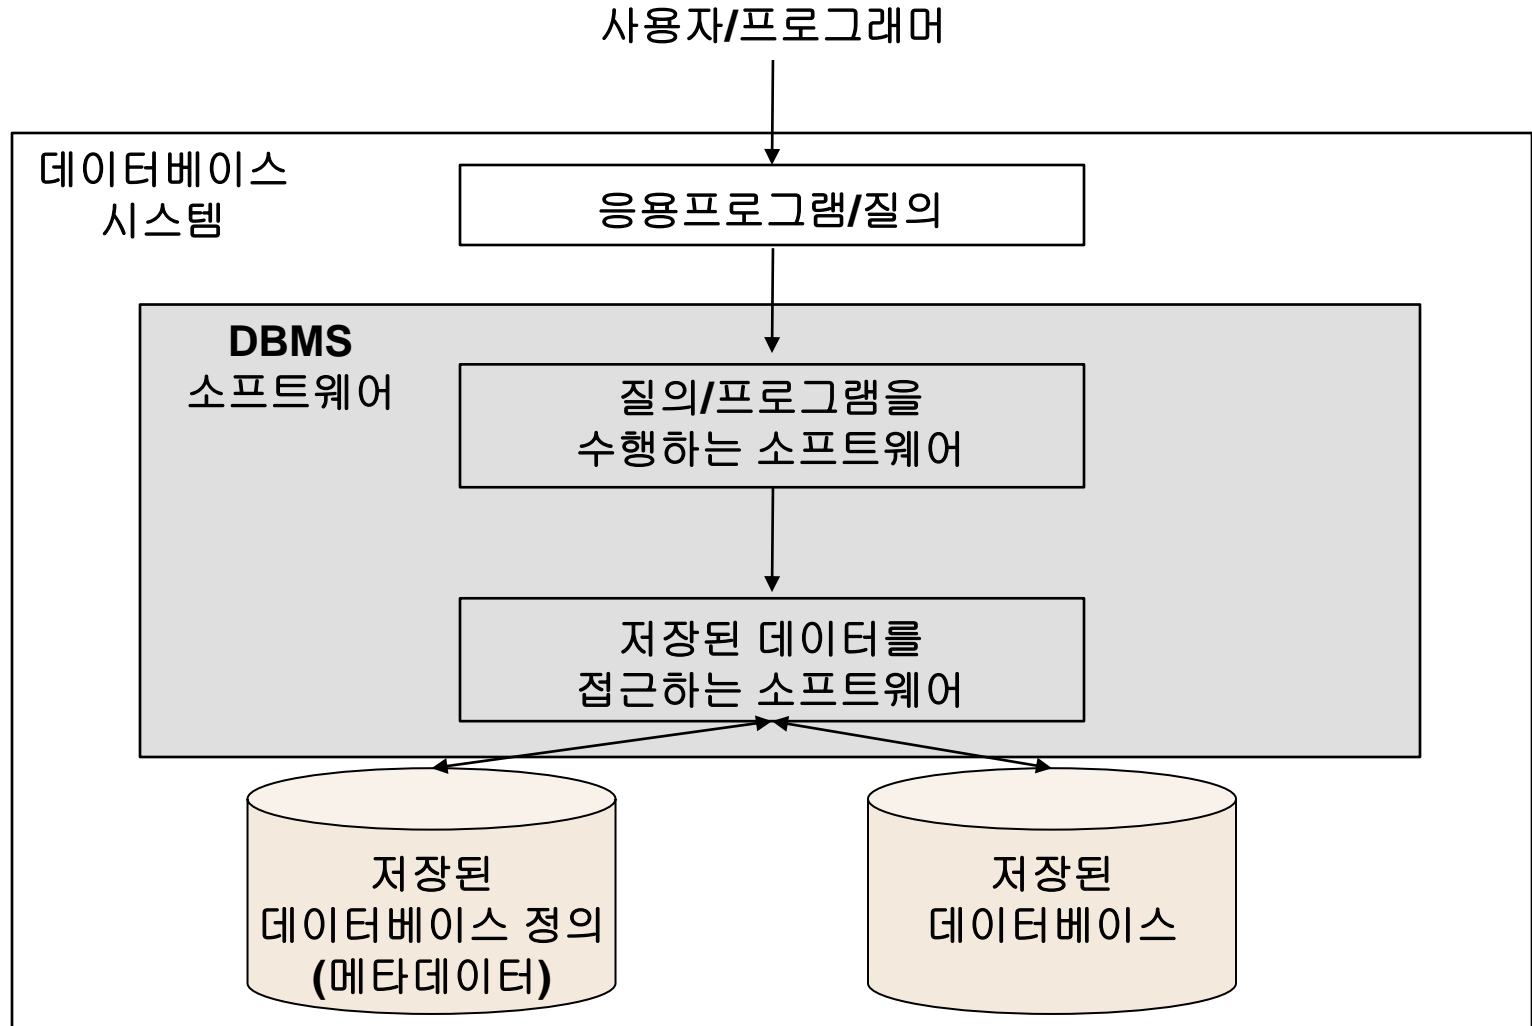 사용자/프로그래머
데이터베이스
시스템
응용프로그램/질의
DBMS
소프트웨어
질의/프로그램을
수행하는 소프트웨어
저장된 데이터를
접근하는 소프트웨어
저장된
데이터베이스 정의
(메타데이터)
저장된
데이터베이스